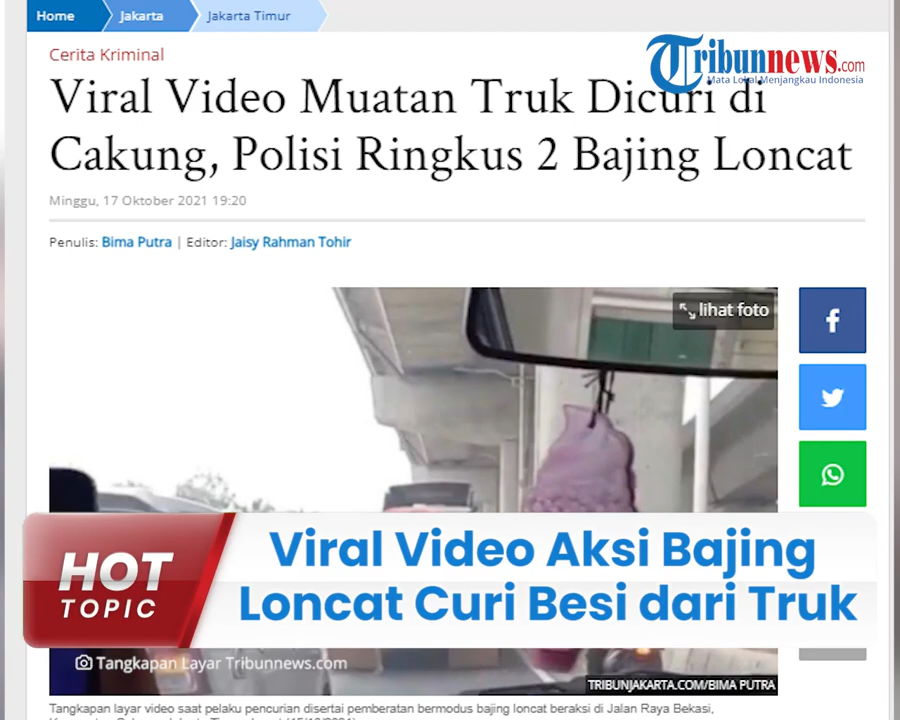 Home Jakarta Jakarta Timur
Cerita Kriminal
Tribunnews.com
Mata Lokal Menjangkau Indonesia
Viral Video Muatan Truk Dicuri di
Cakung, Polisi Ringkus 2 Bajing Loncat
Minggu, 17 Oktober 2021 19:20
Penulis: Bima Putra | Editor: Jaisy Rahman Tohir
lihat foto
HOT
TOPIC
Viral Video Aksi Bajing
Loncat Curi Besi dari Truk
Tangkapan Layar Tribunnews.com
TRIBUNJAKARTA.COM/BIMA PUTRA
Tangkapan layar video saat pelaku pencurian disertai pemberatan bermodus bajing loncat beraksi di Jalan Raya Bekasi,